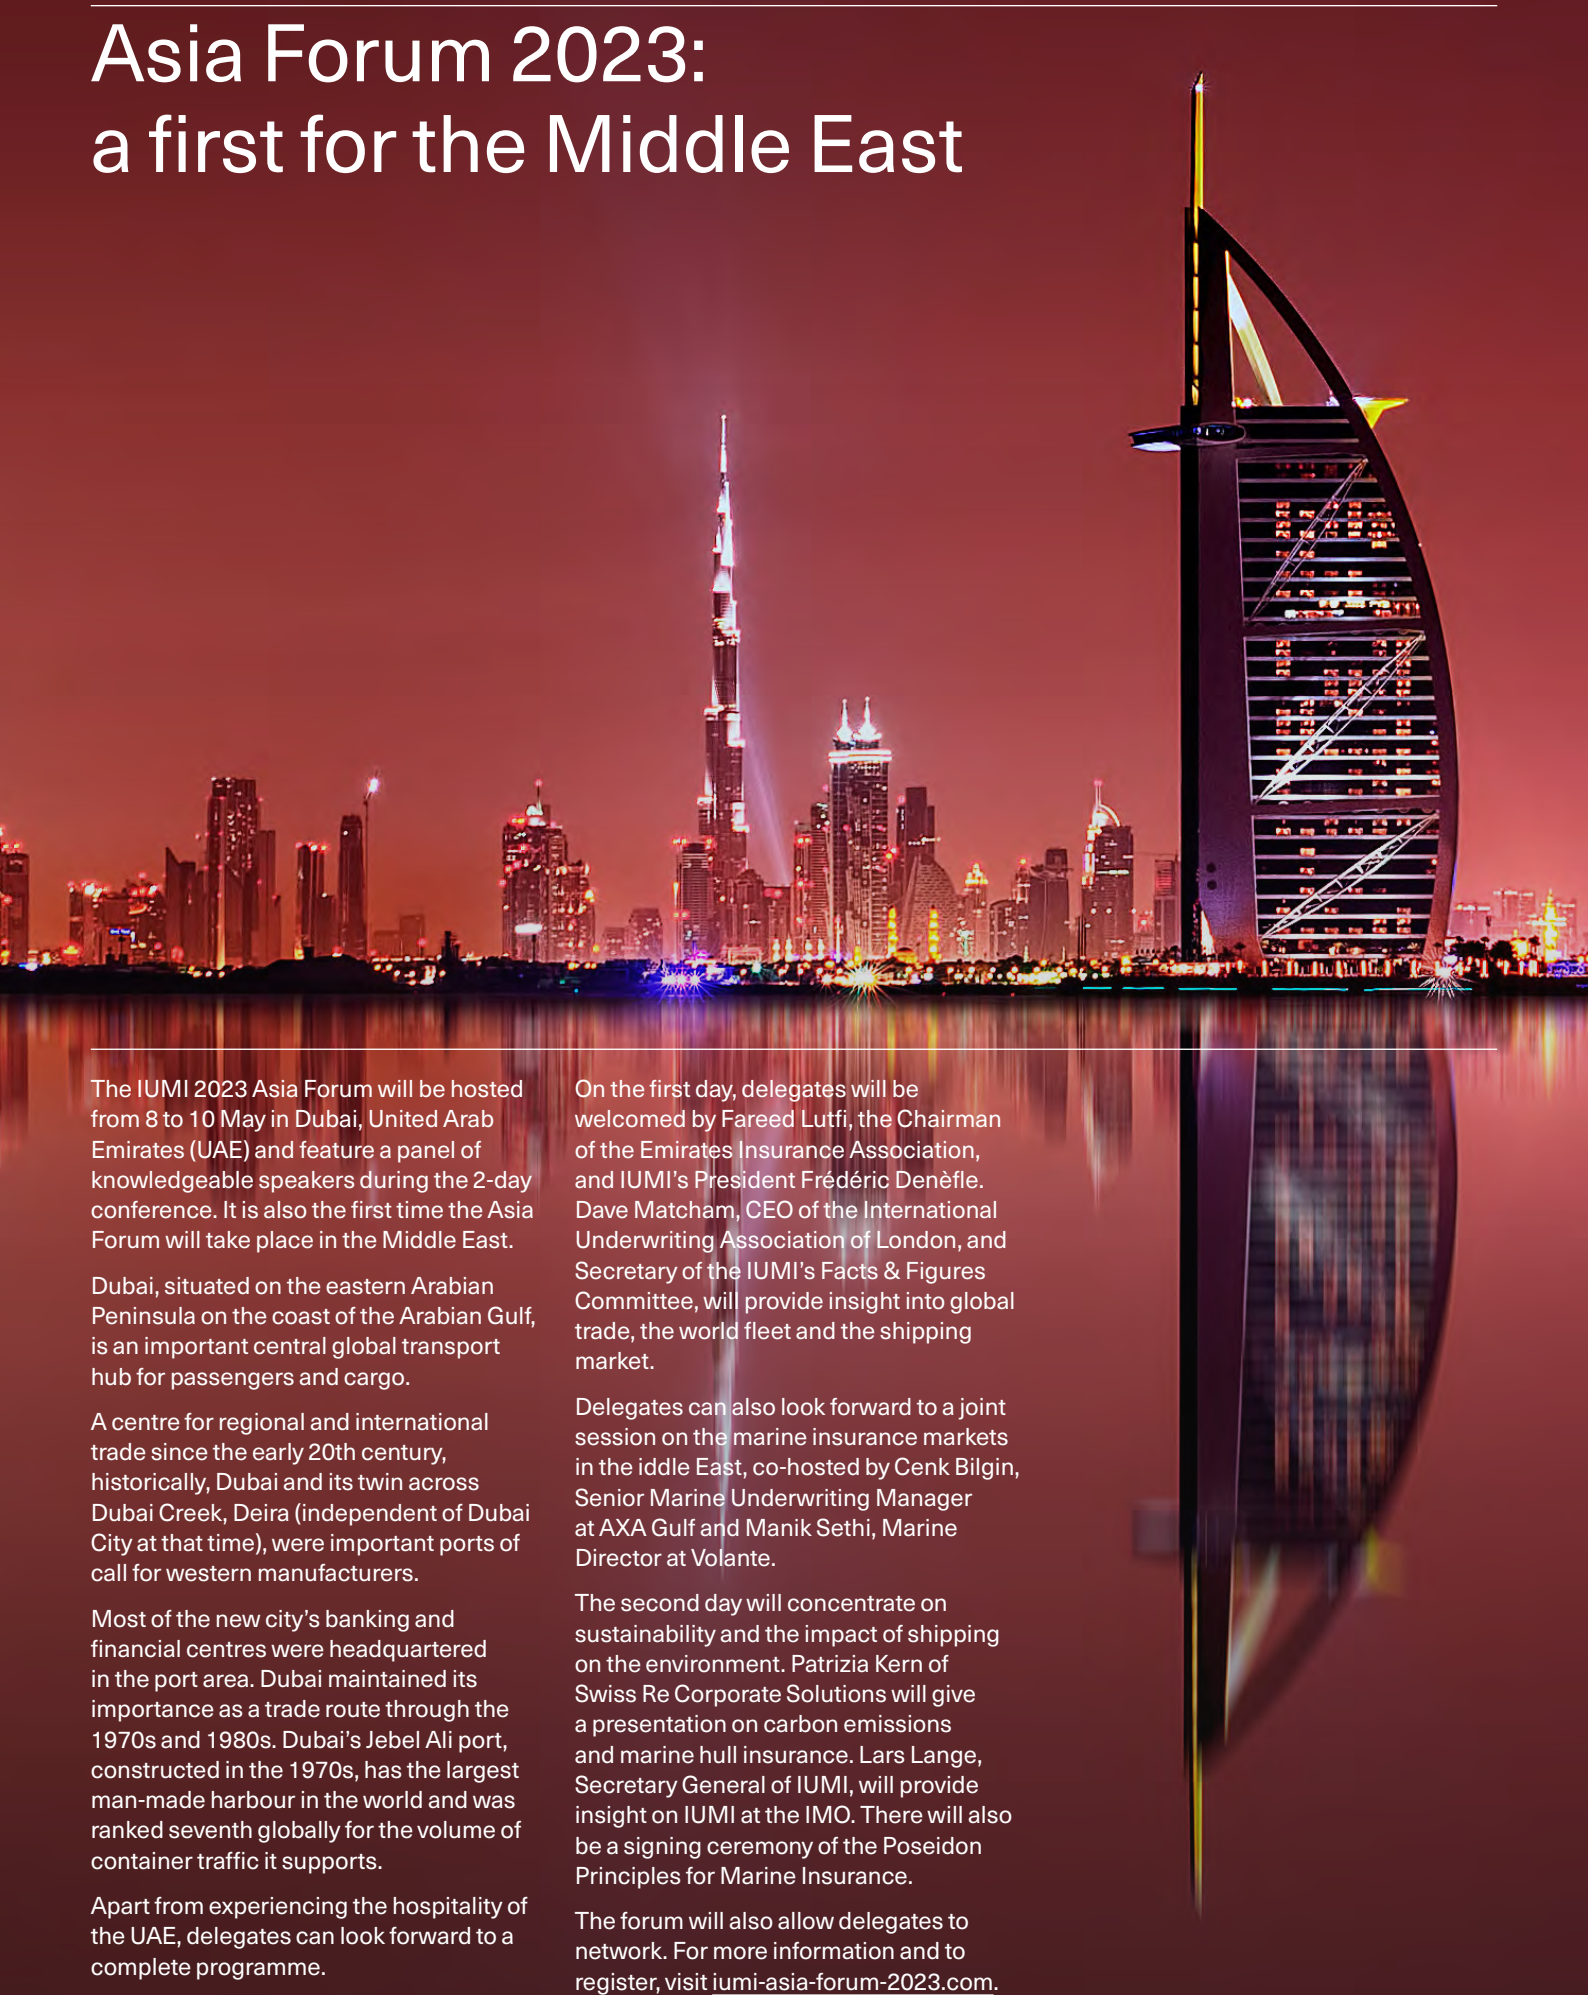 Asia Forum 2023:
a first for the Middle East
The IUMI 2023 Asia Forum will be hosted
from 8 to 10 May in Dubai, United Arab
Emirates (UAE) and feature a panel of
knowledgeable speakers during the 2-day
conference. It is also the first time the Asia
Forum will take place in the Middle East.
Dubai, situated on the eastern Arabian
Peninsula on the coast of the Arabian Gulf,
is an important central global transport
hub for passengers and cargo.
A centre for regional and international
trade since the early 20th century,
historically, Dubai and its twin across
Dubai Creek, Deira (independent of Dubai
City at that time), were important ports of
call for western manufacturers.
Most of the new city’s banking and
financial centres were headquartered
in the port area. Dubai maintained its
importance as a trade route through the
1970s and 1980s. Dubai’s Jebel Ali port,
constructed in the 1970s, has the largest
man-made harbour in the world and was
ranked seventh globally for the volume of
container traffic it supports.
Apart from experiencing the hospitality of
the UAE, delegates can look forward to a
complete programme.
On the first day, delegates will be
welcomed by Fareed Lutfi, the Chairman
of the Emirates Insurance Association,
and IUMI’s President Frédéric Denèfle.
Dave Matcham, CEO of the International
Underwriting Association of London, and
Secretary of the IUMI’s Facts & Figures
Committee, will provide insight into global
trade, the world fleet and the shipping
market.
Delegates can also look forward to a joint
session on the marine insurance markets
in the iddle East, co-hosted by Cenk Bilgin,
Senior Marine Underwriting Manager
at AXA Gulf and Manik Sethi, Marine
Director at Volante.
The second day will concentrate on
sustainability and the impact of shipping
on the environment. Patrizia Kern of
Swiss Re Corporate Solutions will give
a presentation on carbon emissions
and marine hull insurance. Lars Lange,
Secretary General of IUMI, will provide
insight on IUMI at the IMO. There will also
be a signing ceremony of the Poseidon
Principles for Marine Insurance.
The forum will also allow delegates to
network. For more information and to
register, visit iumi-asia-forum-2023.com.